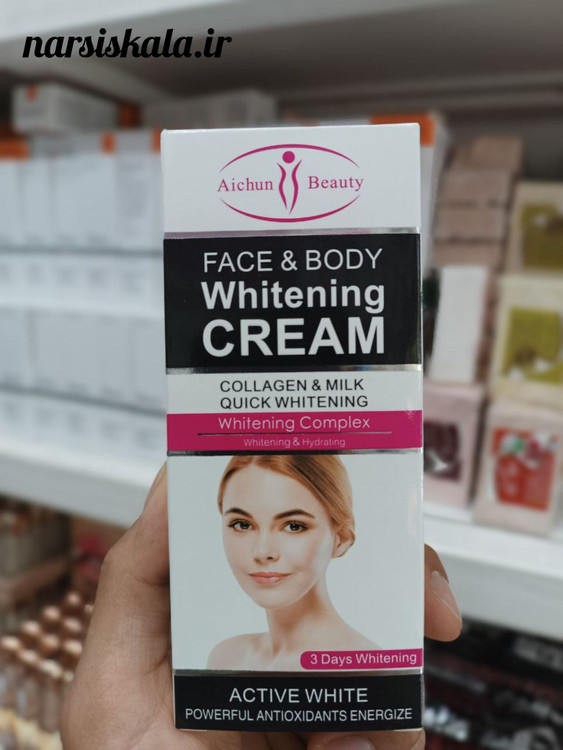 narsiskala.ir
Aichun Beauty
FACE & BODY
Whitening
CREAM
COLLAGEN & MILK
QUICK WHITENING
Whitening Complex
Whitening & Hydrating
3 Days Whitening
ACTIVE WHITE
POWERFUL ANTIOXIDANTS ENERGIZE